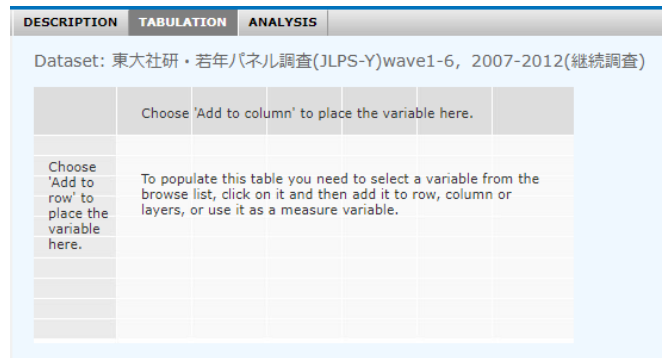 DESCRIPTION TABULATION ANALYSIS
Dataset: 東大社研・若年パネル調査(JLPS-Y)wave1-6, 2007-2012(継続調査)
Choose 'Add to column' to place the variable here.
Choose
'Add to
row' to
place the
variable
here.
To populate this table you need to select a variable from the
browse list, click on it and then add it to row, column or
layers, or use it as a measure variable.